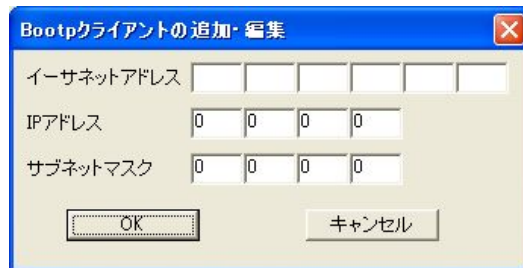 Bootpクライアントの追加・編集
イーサネットアドレス
IPアドレス 0 0 0 0
サブネットマスク 0 0 0 0
OK キャンセル